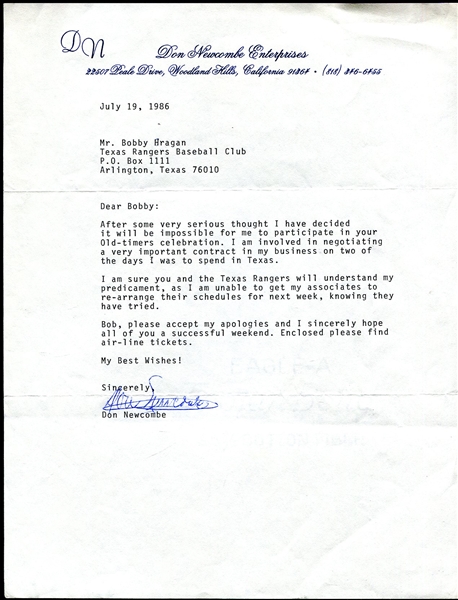 DN
Don Newcombe Enterprises
22507 Peale Drive, Woodland Hills, California 91364 • (818) 346-6455
July 19, 1986
Mr. Bobby Bragan
Texas Rangers Baseball Club
P.O. Box 1111
Arlington, Texas 76010
Dear Bobby:
After some very serious thought I have decided
it will be impossible for me to participate in your
Old-timers celebration. I am involved in negotiating
a very important contract in my business on two of
the days I was to spend in Texas.
I am sure you and the Texas Rangers will understand my
predicament, as I am unable to get my associates to
re-arrange their schedules for next week, knowing they
have tried.
Bob, please accept my apologies and I sincerely hope
all of you a successful weekend. Enclosed please find
air-line tickets.
My Best Wishes!
Sincerely,
Don Newcombe
Don Newcombe